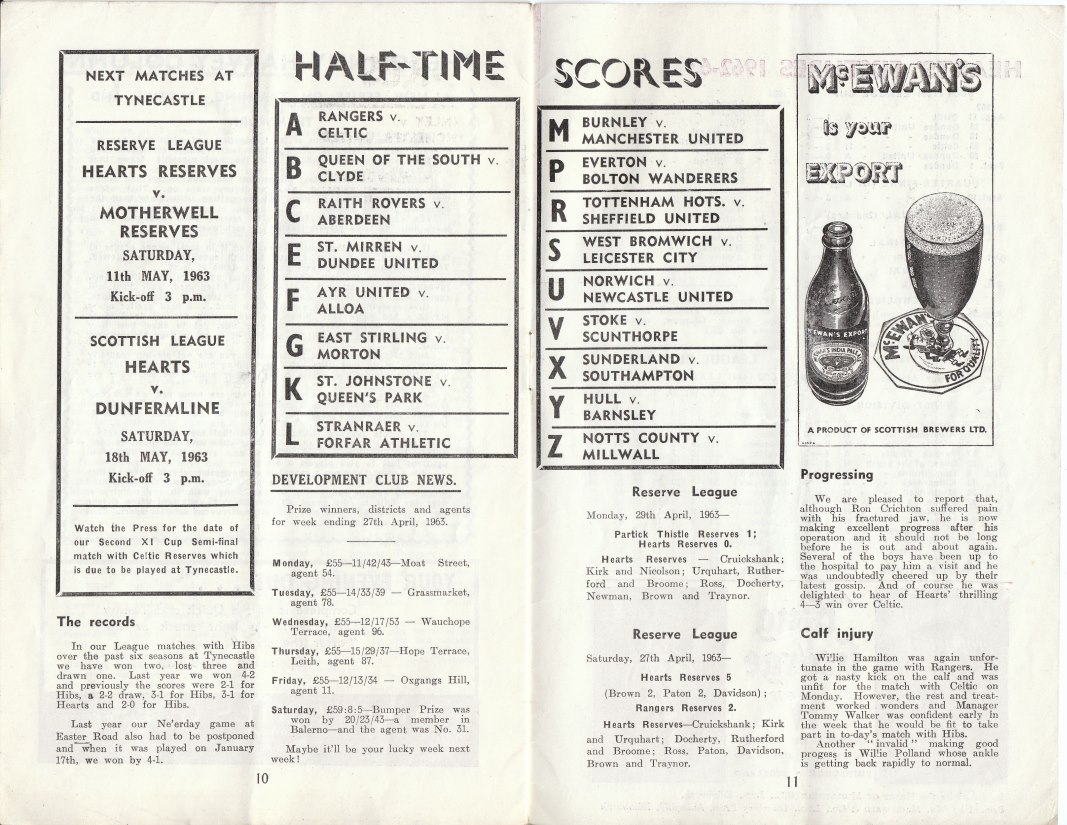 NEXT MATCHES AT
TYNECASTLE
RESERVE LEAGUE
HEARTS RESERVES
v.
MOTHERWELL
RESERVES
SATURDAY,
11th MAY, 1963
Kick-off 3 p.m.
SCOTTISH LEAGUE
HEARTS
v.
DUNFERMLINE
SATURDAY,
18th MAY, 1963
Kick-off 3 p.m.
Watch the Press for the date of
our Second XI Cup Semi-final
match with Celtic Reserves which
is due to be played at Tynecastle.
The records
In our League matches with Hibs
over the past six seasons at Tynecastle
we have won two, lost three and
drawn one. Last year we won 4-2
and previously the scores were 2-1 for
Hibs, a 2-2 draw, 3-1 for Hibs, 3-1 for
Hearts and 2-0 for Hibs.
Last year our Ne'erday game at
Easter Road also had to be postponed
and when it was played on January
17th, we won by 4-1.
HALF-TIME
A RANGERS v.
CELTIC
B QUEEN OF THE SOUTH v.
CLYDE
C RAITH ROVERS v.
ABERDEEN
E ST. MIRREN v.
DUNDEE UNITED
F AYR UNITED v.
ALLOA
G EAST STIRLING v.
MORTON
K ST. JOHNSTONE v.
QUEEN'S PARK
L STRANRAER v.
FORFAR ATHLETIC
DEVELOPMENT CLUB NEWS.
Prize winners, districts and agents
for week ending 27th April, 1963.
Monday, £55—11/42/43—Moat Street,
agent 54.
Tuesday, £55—14/33/39 — Grassmarket,
agent 78.
Wednesday, £55—12/17/53 — Wauchope
Terrace, agent 96.
Thursday, £55—15/29/37—Hope Terrace,
Leith, agent 87.
Friday, £55—12/13/34 — Oxgangs Hill,
agent 11.
Saturday, £59:8:5—Bumper Prize was
won by 20/23/43—a member in
Balerno—and the agent was No. 31.
Maybe it'll be your lucky week next
week!
10
SCORES
M BURNLEY v.
MANCHESTER UNITED
P EVERTON v.
BOLTON WANDERERS
R TOTTENHAM HOTS. v.
SHEFFIELD UNITED
S WEST BROMWICH v.
LEICESTER CITY
U NORWICH v.
NEWCASTLE UNITED
V STOKE v.
SCUNTHORPE
X SUNDERLAND v.
SOUTHAMPTON
Y HULL v.
BARNSLEY
Z NOTTS COUNTY v.
MILLWALL
Reserve League
Monday, 29th April, 1963—
Partick Thistle Reserves 1;
Hearts Reserves 0.
Hearts Reserves — Cruickshank;
Kirk and Nicolson; Urquhart, Ruther-
ford and Broome; Ross, Docherty,
Newman, Brown and Traynor.
Reserve League
Saturday, 27th April, 1963—
Hearts Reserves 5
(Brown 2, Paton 2, Davidson);
Rangers Reserves 2.
Hearts Reserves—Cruickshank; Kirk
and Urquhart; Docherty, Rutherford
and Broome; Ross, Paton, Davidson,
Brown and Traynor.
McEWAN'S
is your
EXPORT
McEWAN'S EXPORT
McEWAN'S
FOR QUALITY
A PRODUCT OF SCOTTISH BREWERS LTD.
Progressing
We are pleased to report that,
although Ron Crichton suffered pain
with his fractured jaw, he is now
making excellent progress after his
operation and it should not be long
before he is out and about again.
Several of the boys have been up to
the hospital to pay him a visit and he
was undoubtedly cheered up by their
latest gossip. And of course he was
delighted to hear of Hearts' thrilling
4—3 win over Celtic.
Calf injury
Willie Hamilton was again unfor-
tunate in the game with Rangers. He
got a nasty kick on the calf and was
unfit for the match with Celtic on
Monday. However, the rest and treat-
ment worked wonders and Manager
Tommy Walker was confident early in
the week that he would be fit to take
part in to-day's match with Hibs.
Another "invalid" making good
progess is Willie Polland whose ankle
is getting back rapidly to normal.
11